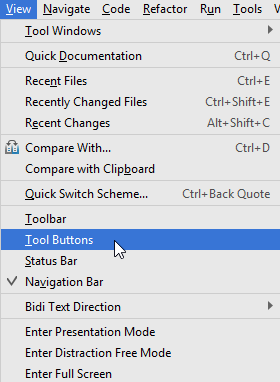 View Navigate Code Refactor Run Tools V
Tool Windows
Quick Documentation Ctrl+Q
Recent Files Ctrl+E
Recently Changed Files Ctrl+Shift+E
Recent Changes Alt+Shift+C
Compare With... Ctrl+D
Compare with Clipboard
Quick Switch Scheme... Ctrl+Back Quote
Toolbar
Tool Buttons
Status Bar
Navigation Bar
Bidi Text Direction
Enter Presentation Mode
Enter Distraction Free Mode
Enter Full Screen